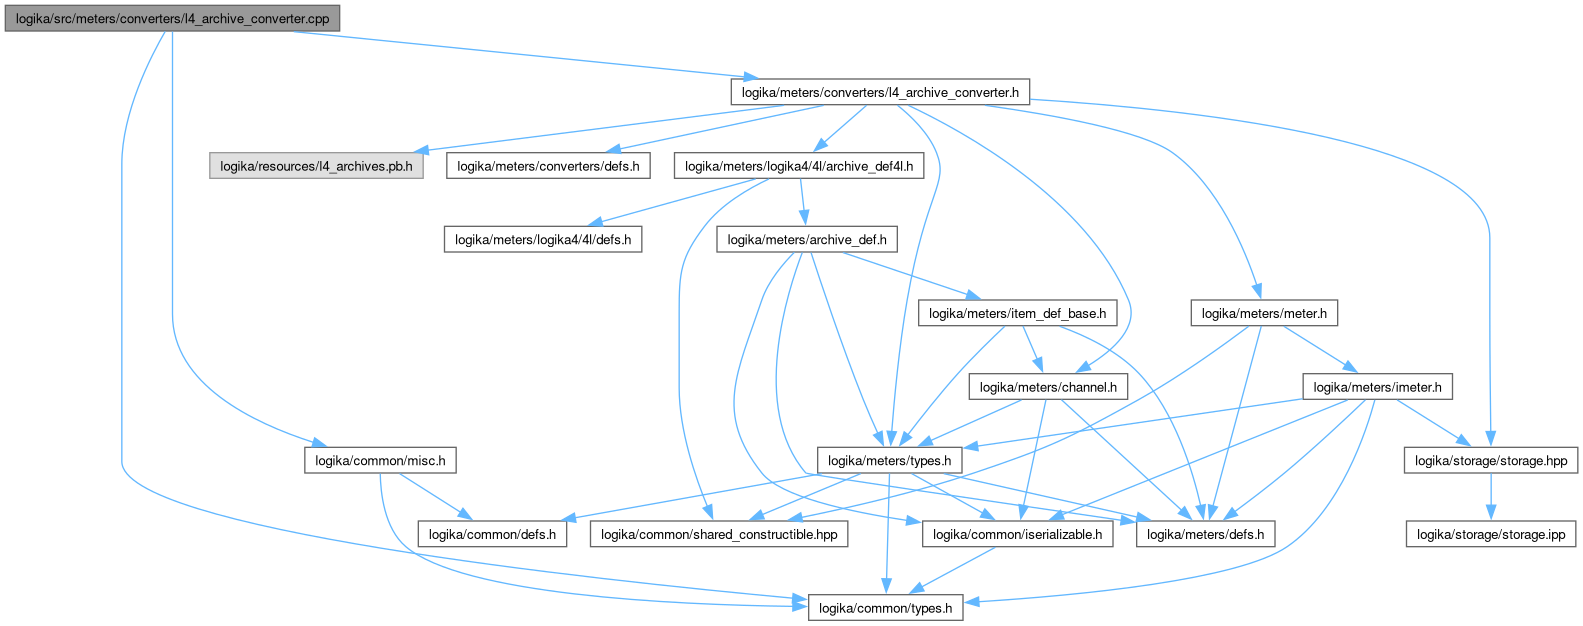 logika/src/meters/converters/l4_archive_converter.cpp
logika/meters/converters/l4_archive_converter.h
logika/resources/l4_archives.pb.h
logika/meters/converters/defs.h
logika/meters/logika4/4l/archive_def4l.h
logika/meters/logika4/4l/defs.h
logika/meters/archive_def.h
logika/meters/item_def_base.h
logika/meters/meter.h
logika/meters/channel.h
logika/meters/imeter.h
logika/common/misc.h
logika/meters/types.h
logika/storage/storage.hpp
logika/common/defs.h
logika/common/shared_constructible.hpp
logika/common/iserializable.h
logika/meters/defs.h
logika/storage/storage.ipp
logika/common/types.h